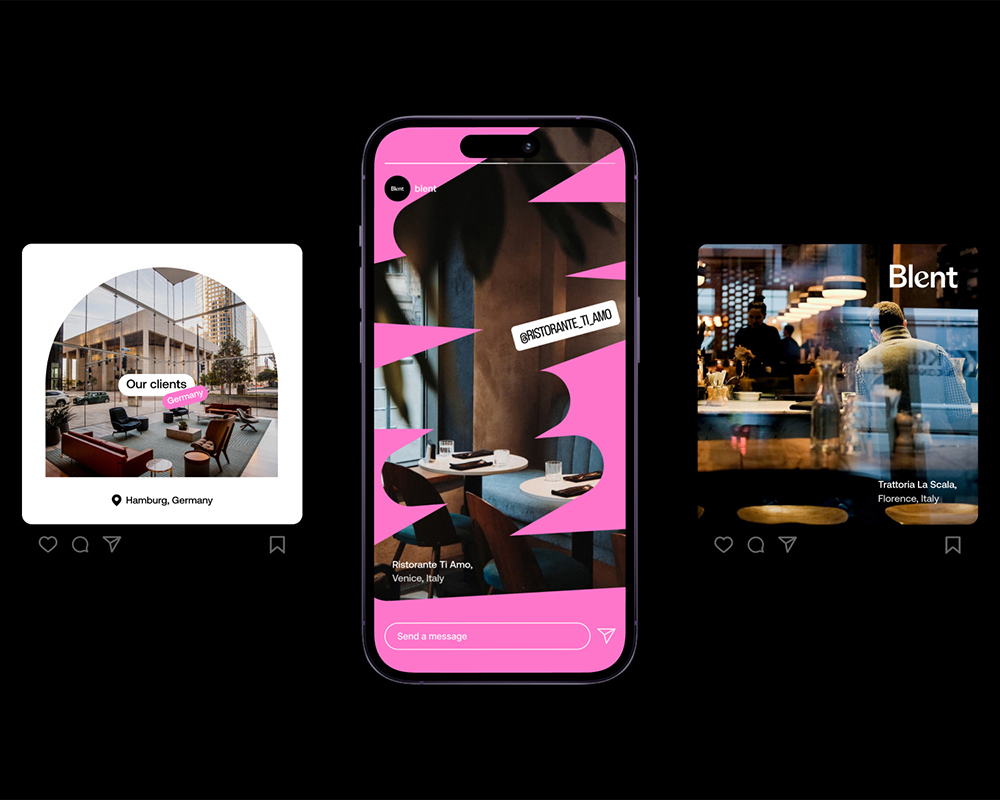 Our clients
Germany
Hamburg, Germany
Blent
blent
@RISTORANTE_TI_AMO
Ristorante Ti Amo,
Venice, Italy
Send a message
Blent
Trattoria La Scala,
Florence, Italy